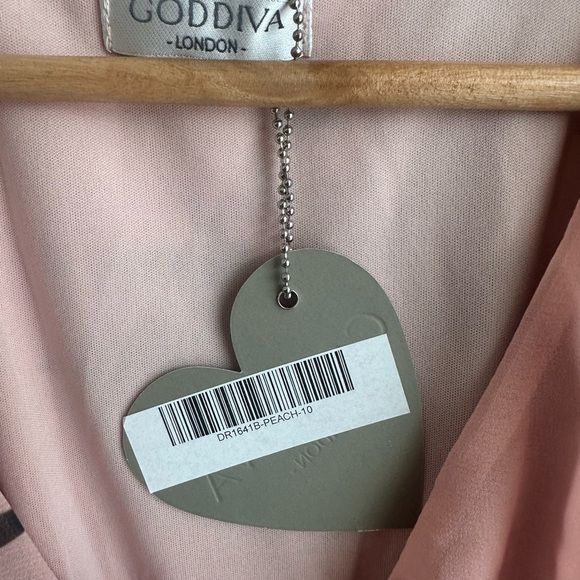 GODDIVA
- LONDON -
DR1641B-PEACH-10